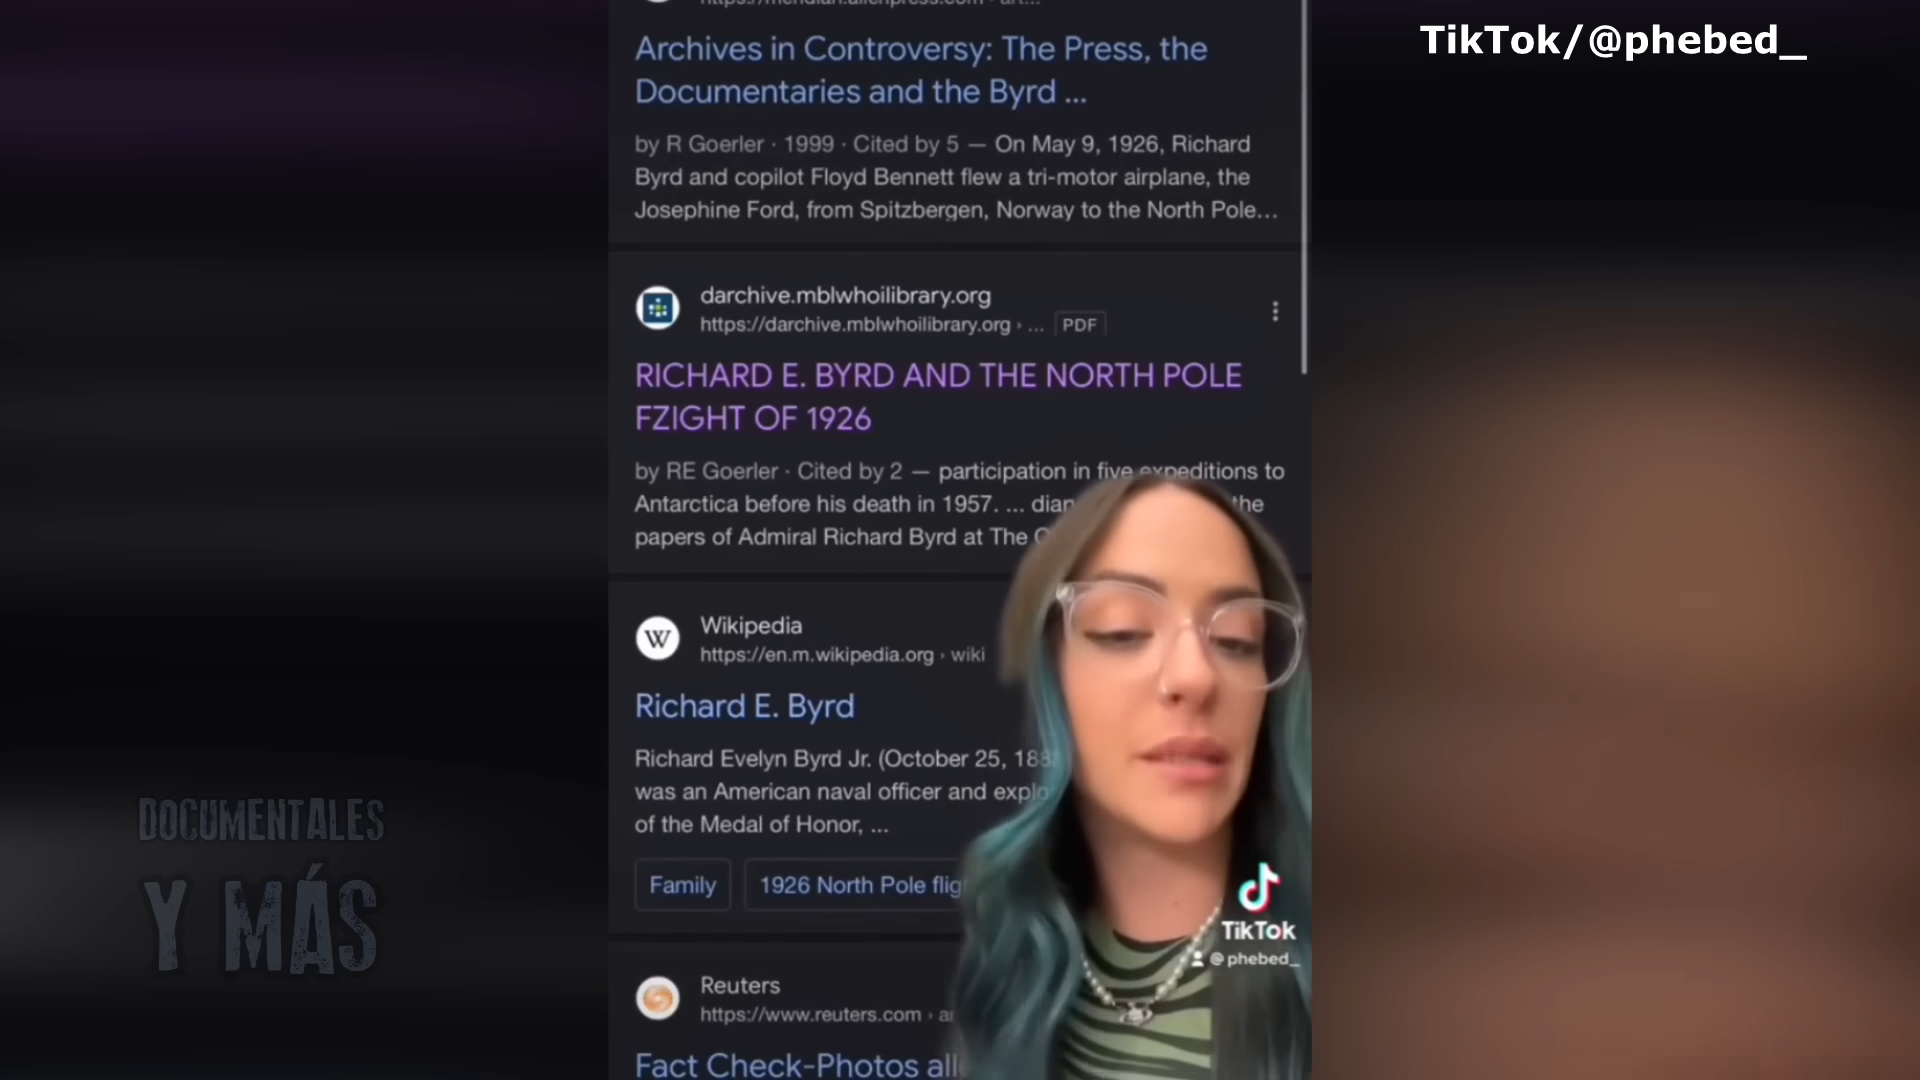 TikTok/@phebed_
Archives in Controversy: The Press, the
Documentaries and the Byrd ...
by R Goerler · 1999 · Cited by 5 — On May 9, 1926, Richard
Byrd and copilot Floyd Bennett flew a tri-motor airplane, the
Josephine Ford, from Spitzbergen, Norway to the North Pole...
darchive.mblwhoilibrary.org
https://darchive.mblwhoilibrary.org › ... PDF
RICHARD E. BYRD AND THE NORTH POLE
FZIGHT OF 1926
by RE Goerler · Cited by 2 — participation in five expeditions to
Antarctica before his death in 1957. ... the
papers of Admiral Richard Byrd at The
W
Wikipedia
https://en.m.wikipedia.org › wiki
Richard E. Byrd
Richard Evelyn Byrd Jr. (October 25,
was an American naval officer and
of the Medal of Honor, ...
Family
1926 North Pole
Reuters
https://www.reuters.com ›
Fact Check-Photos
DOCUMENTALES
Y MÁS
TikTok
@phebed_